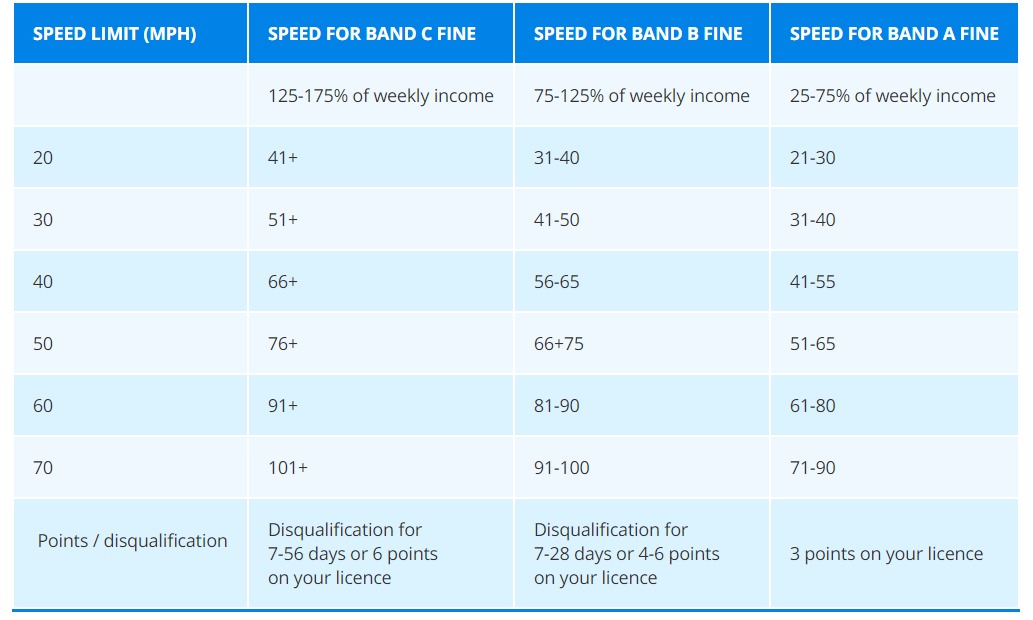 SPEED LIMIT (MPH) SPEED FOR BAND C FINE SPEED FOR BAND B FINE SPEED FOR BAND A FINE
125-175% of weekly income 75-125% of weekly income 25-75% of weekly income
20 41+ 31-40 21-30
30 51+ 41-50 31-40
40 66+ 56-65 41-55
50 76+ 66+75 51-65
60 91+ 81-90 61-80
70 101+ 91-100 71-90
Points / disqualification
Disqualification for
7-56 days or 6 points
on your licence
Disqualification for
7-28 days or 4-6 points
on your licence
3 points on your licence